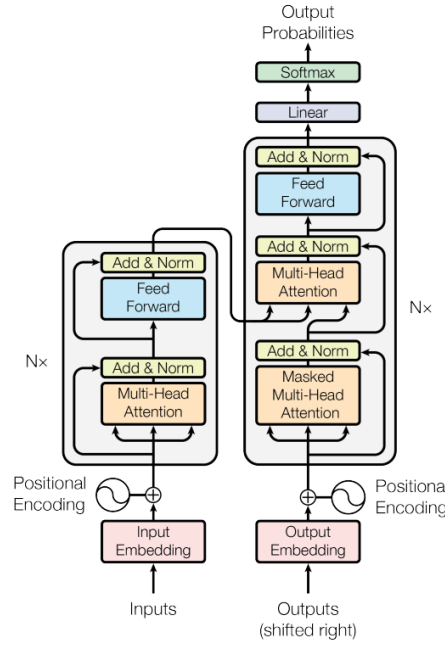 Output
Probabilities
Softmax
Linear
Add & Norm
Feed
Forward
Add & Norm
Multi-Head
Attention
Add & Norm
Masked
Multi-Head
Attention
N×
Add & Norm
Feed
Forward
Add & Norm
Multi-Head
Attention
N×
Positional
Encoding
Positional
Encoding
Input
Embedding
Output
Embedding
Inputs
Outputs
(shifted right)